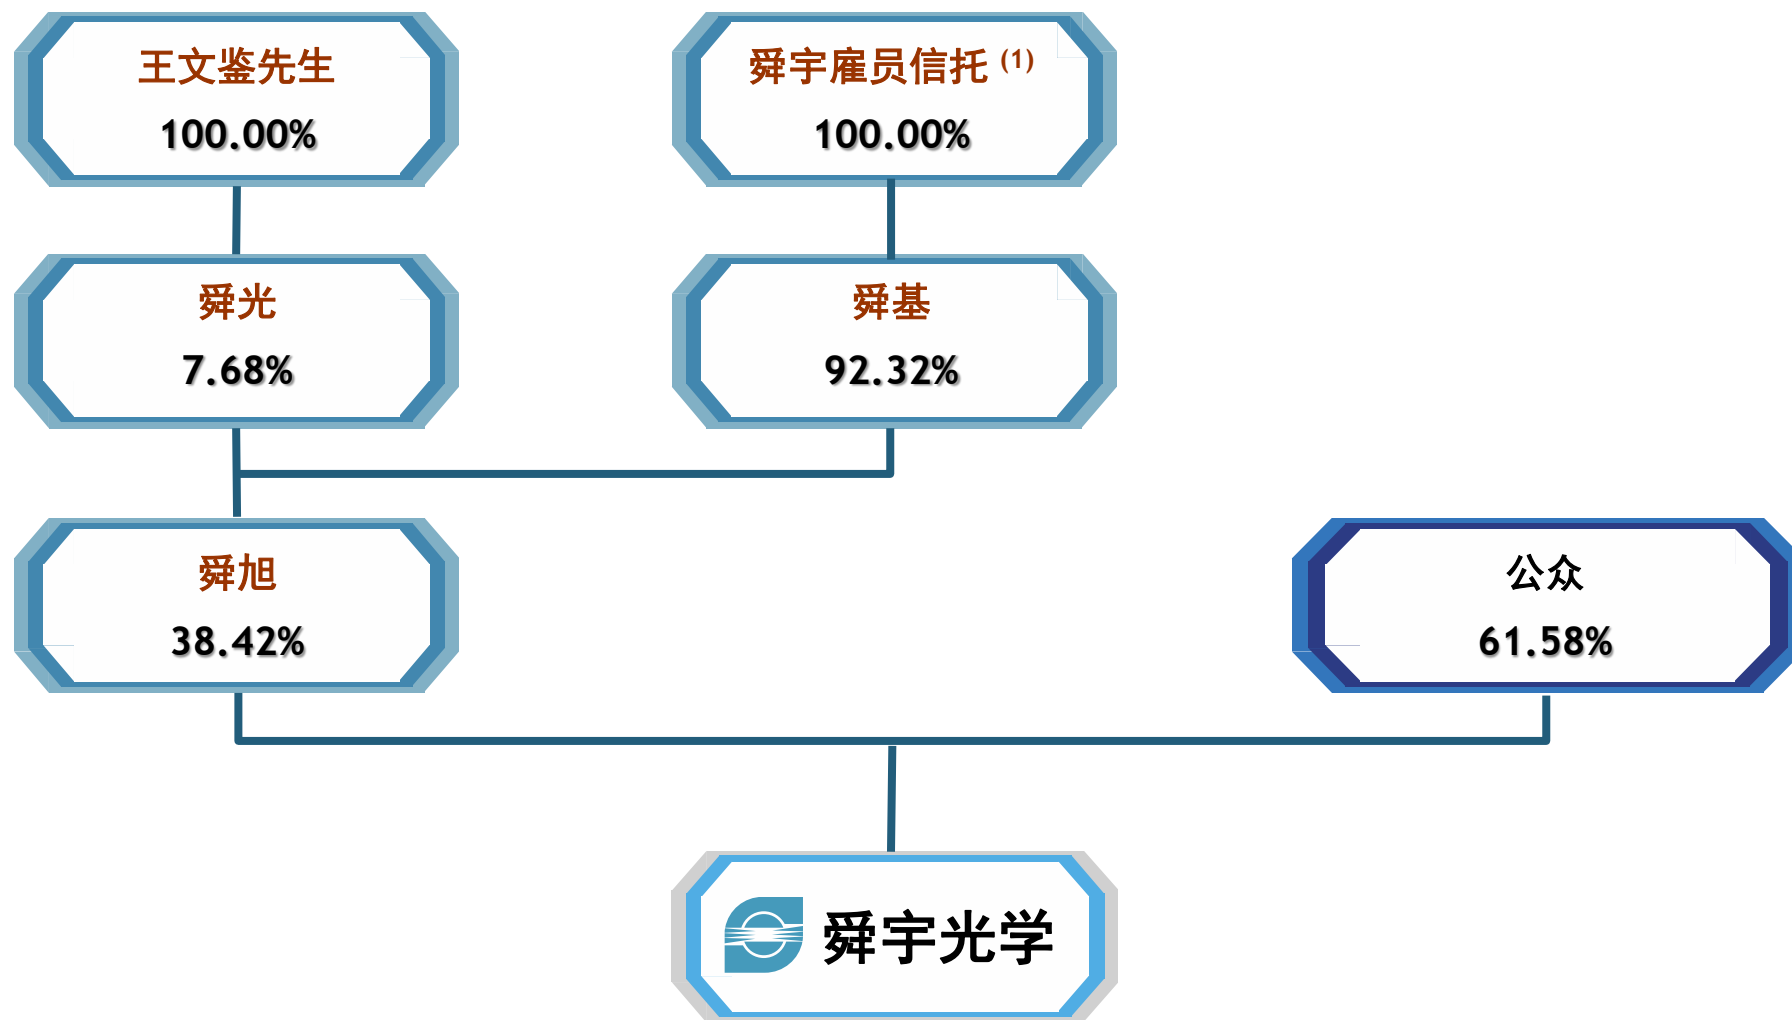 王文鉴先生
100.00%
舜宇雇员信托 (1)
100.00%
舜光
7.68%
舜基
92.32%
舜旭
38.42%
公众
61.58%
舜宇光学